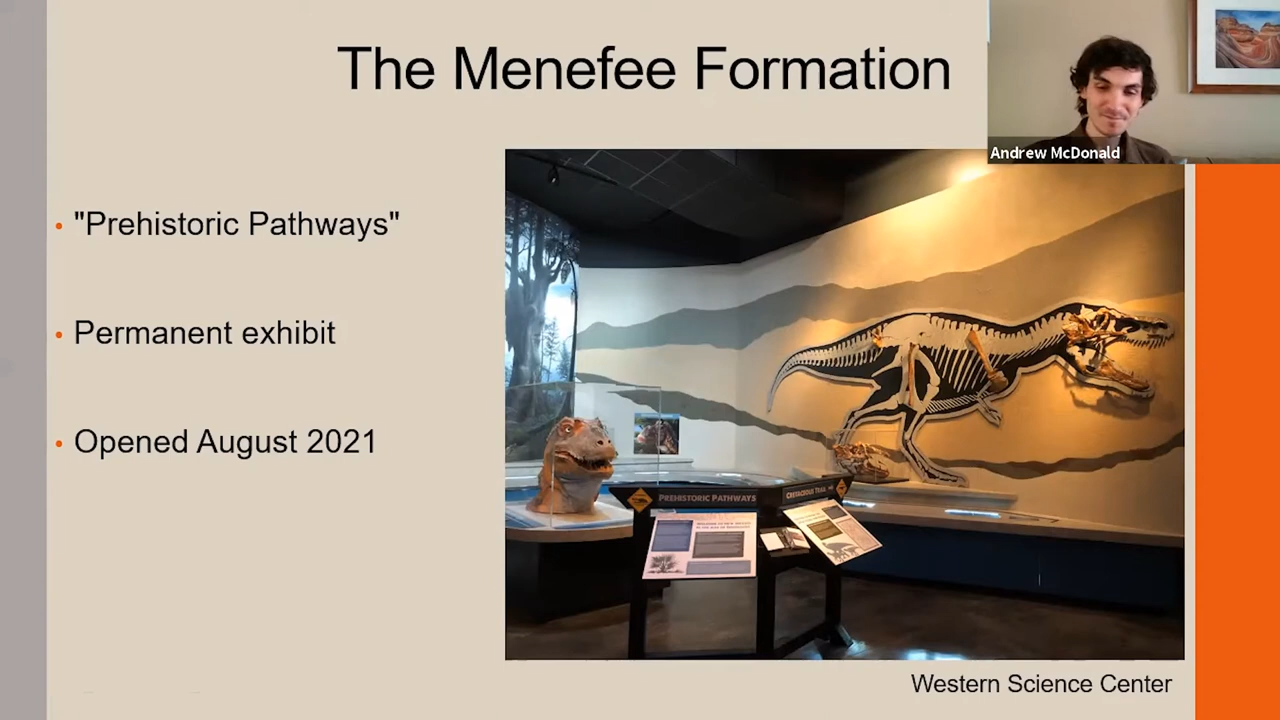 The Menefee Formation
Andrew McDonald
• "Prehistoric Pathways"
• Permanent exhibit
• Opened August 2021
PREHISTORIC PATHWAYS
CRETACEOUS TRAIL
Western Science Center